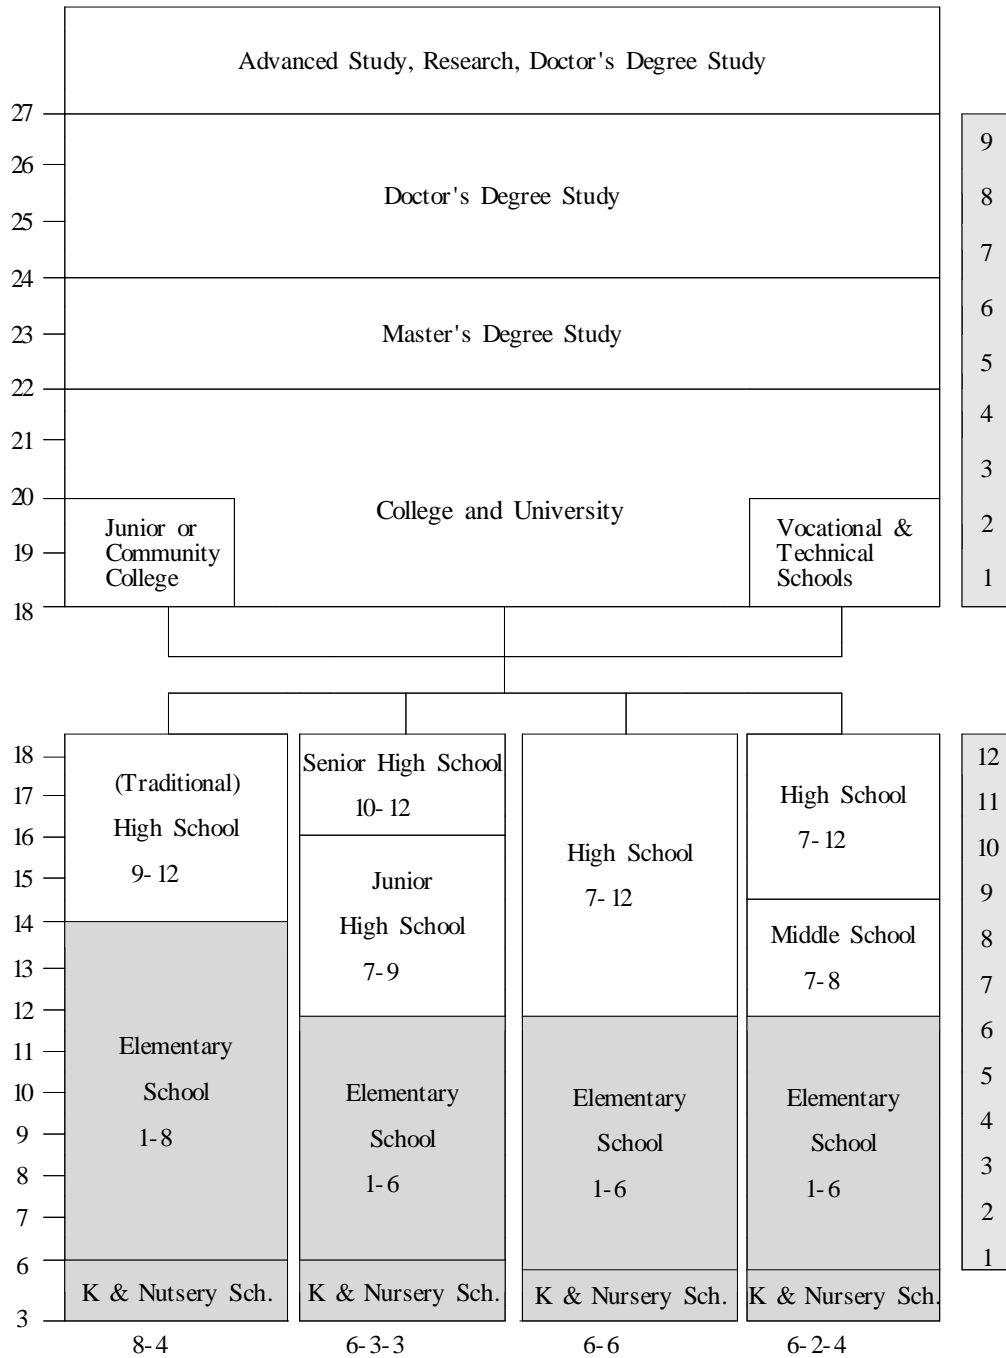 Advanced Study, Research, Doctor's Degree Study
27
26
25
24
23
22
21
20
19
18
Doctor's Degree Study
Master's Degree Study
College and University
Junior or
Community
College
Vocational &
Technical
Schools
9
8
7
6
5
4
3
2
1
18
17
16
15
14
13
12
11
10
9
8
7
6
3
(Traditional)
High School
9-12
Elementary
School
1-8
K & Nutsery Sch.
8-4
Senior High School
10-12
Junior
High School
7-9
Elementary
School
1-6
K & Nursery Sch.
6-3-3
High School
7-12
Elementary
School
1-6
K & Nursery Sch.
6-6
High School
7-12
Middle School
7-8
Elementary
School
1-6
K & Nursery Sch.
6-2-4
12
11
10
9
8
7
6
5
4
3
2
1